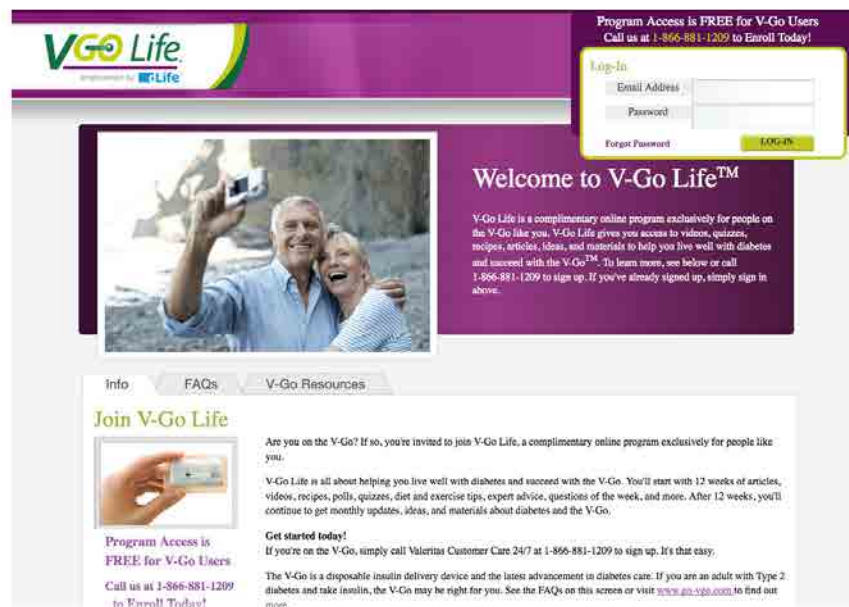 VGO Life.
empowered by dLife
Program Access is FREE for V-Go Users
Call us at 1-866-881-1209 to Enroll Today!
Log-In
Email Address
Password
Forgot Password
LOG-IN
Welcome to V-Go Life™
V-Go Life is a complimentary online program exclusively for people on
the V-Go like you. V-Go Life gives you access to videos, quizzes,
recipes, articles, ideas, and materials to help you live well with diabetes
and succeed with the V-Go™. To learn more, see below or call
1-866-881-1209 to sign up. If you've already signed up, simply sign in
above.
Info
FAQs
V-Go Resources
Join V-Go Life
Program Access is
FREE for V-Go Users
Call us at 1-866-881-1209
to Enroll Today!
Are you on the V-Go? If so, you're invited to join V-Go Life, a complimentary online program exclusively for people like
you.
V-Go Life is all about helping you live well with diabetes and succeed with the V-Go. You'll start with 12 weeks of articles,
videos, recipes, polls, quizzes, diet and exercise tips, expert advice, questions of the week, and more. After 12 weeks, you'll
continue to get monthly updates, ideas, and materials about diabetes and the V-Go.
Get started today!
If you're on the V-Go, simply call Valeritas Customer Care 24/7 at 1-866-881-1209 to sign up. It's that easy.
The V-Go is a disposable insulin delivery device and the latest advancement in diabetes care. If you are an adult with Type 2
diabetes and take insulin, the V-Go may be right for you. See the FAQs on this screen or visit www.go-vgo.com to find out
more